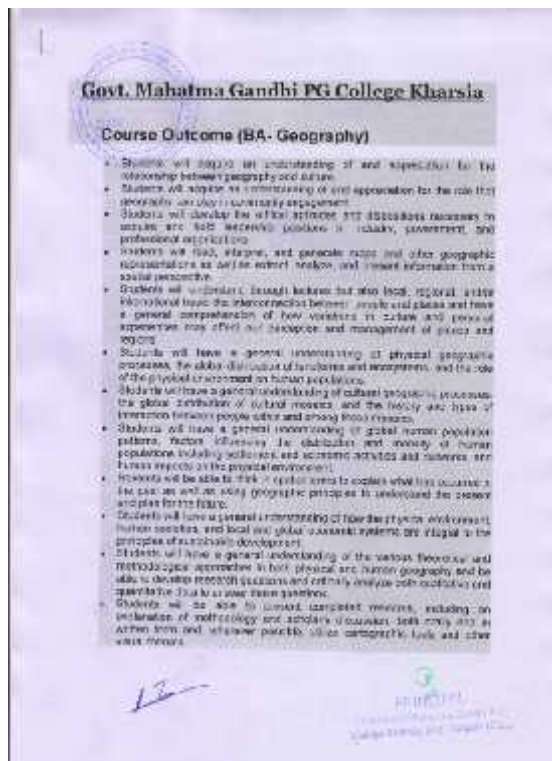 Govt. Mahatma Gandhi PG College Kharsia
Course Outcome (BA- Geography)
Students will acquire an understanding of and appreciation for the
relationship between geography and culture.
Students will acquire an understanding of and appreciation for the role that
geography can play in community engagement.
Students will develop the critical and dispositions necessary to
and hold leadership positions in industry, government, and
professional organizations.
Students will read, interpret, and generate maps and other geographic
representations as well as extract, analyze, and present information from a
spatial perspective.
Students will understand, through lectures but also local, regional, and/or
international travel the interconnection between people and places and have
a general comprehension of how variations in culture and personal
experiences may affect our perception and management of places and
regions.
Students will have a general understanding of physical geographic
processes, the global distribution of landforms and ecosystems, and the role
of the physical environment on human populations.
Students will have a general understanding of cultural geographic processes,
the global distribution of cultural mosaics, and the history and types of
interaction between people within and among these mosaics.
Students will have a general understanding of global human population
patterns, factors influencing the distribution and mobility of human
populations including settlement and economic activities and networks, and
human impacts on the physical environment.
Students will be able to think in spatial terms to explain what has occurred in
the past as well as using geographic principles to understand the present
and plan for the future.
Students will have a general understanding of how the physical environment,
human societies, and local and global economic systems are integral to the
principles of sustainable development.
Students will have a general understanding of the various theoretical and
methodological approaches in both physical and human geography and be
able to develop research questions and critically analyze both qualitative and
quantitative data to answer those questions.
Students will be able to present completed research, including an
explanation of methodology and scholarly discussion, both orally and in
written form and, wherever possible, utilize cartographic tools and other
visual formats.